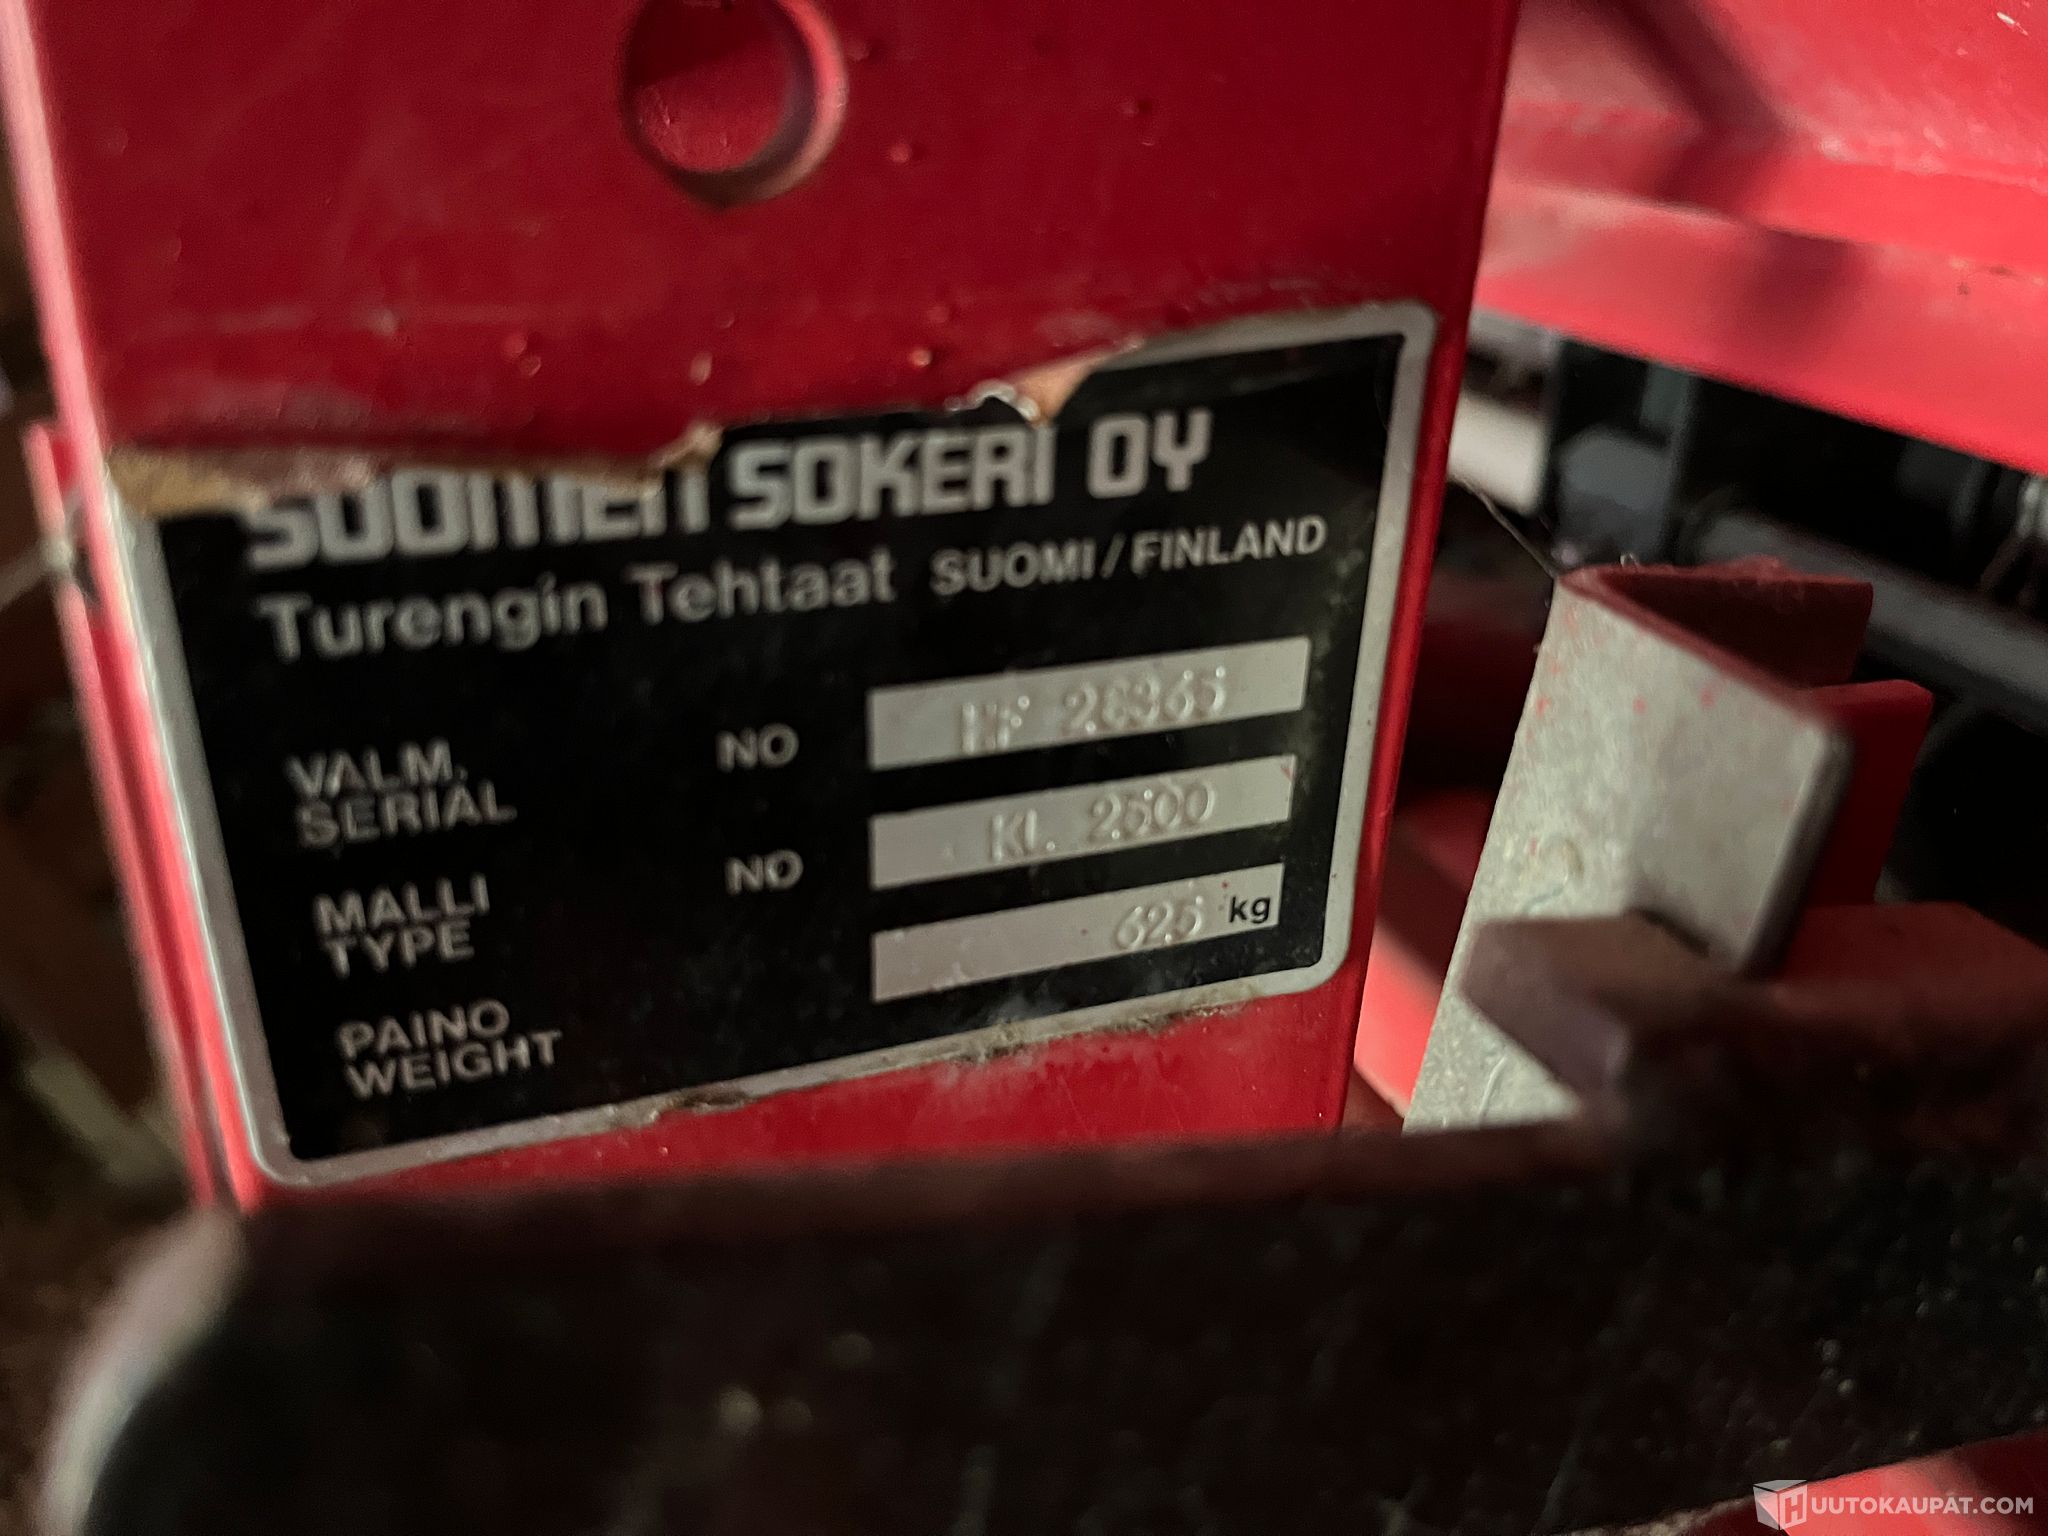 SUOMEN SOKERI OY
Turengin Tehtaat SUOMI / FINLAND
VALM. NO
SERIAL
MALLI NO KL 2500
TYPE
PAINO 625 kg
WEIGHT
HUUTOKAUPAT.COM